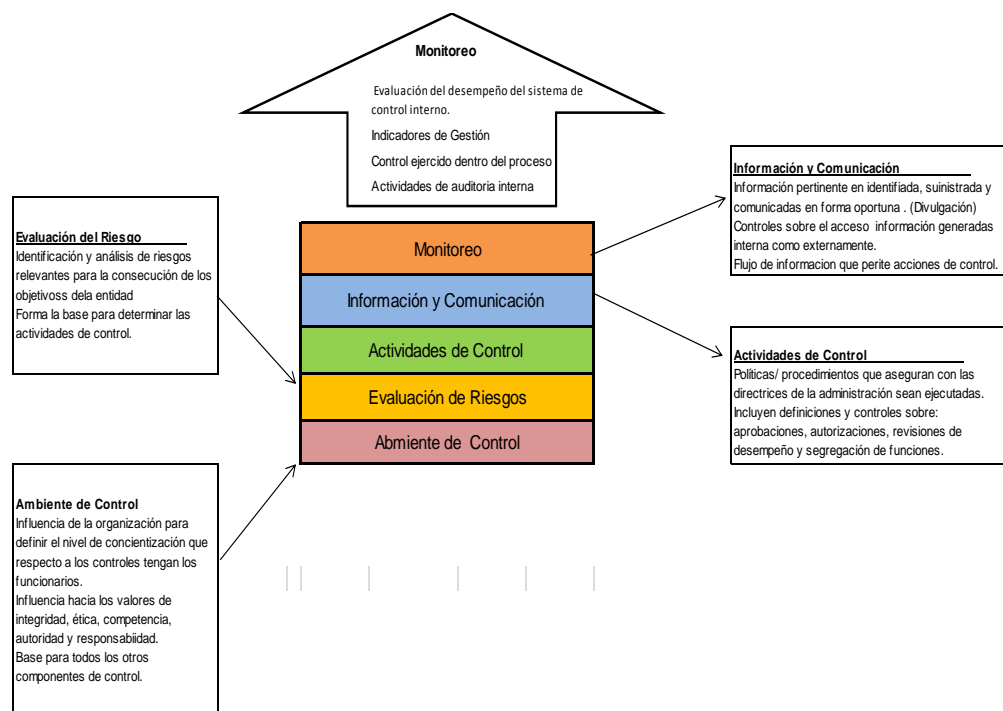 Monitoreo
Evaluación del desempeño del sistema de
control interno.
Indicadores de Gestión
Control ejercido dentro del proceso
Actividades de auditoria interna
Evaluación del Riesgo
Identificación y análisis de riesgos
relevantes para la consecución de los
objetivoss dela entidad
Forma la base para determinar las
actividades de control.
Ambiente de Control
Influencia de la organización para
definir el nivel de concientización que
respecto a los controles tengan los
funcionarios.
Influencia hacia los valores de
integridad, ética, competencia,
autoridad y responsabiidad.
Base para todos los otros
componentes de control.
Monitoreo
Información y Comunicación
Actividades de Control
Evaluación de Riesgos
Abmiente de Control
Información y Comunicación
Información pertinente en identifiada, suinistrada y
comunicadas en forma oportuna . (Divulgación)
Controles sobre el acceso información generadas
interna como externamente.
Flujo de informacion que perite acciones de control.
Actividades de Control
Políticas/ procedimientos que aseguran con las
directrices de la administración sean ejecutadas.
Incluyen definiciones y controles sobre:
aprobaciones, autorizaciones, revisiones de
desempeño y segregación de funciones.